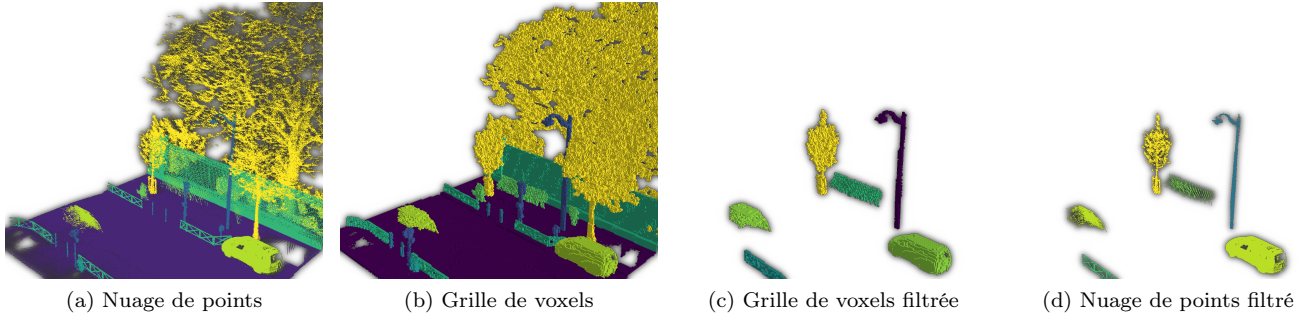 (a) Nuage de points
(b) Grille de voxels
(c) Grille de voxels filtrée
(d) Nuage de points filtré